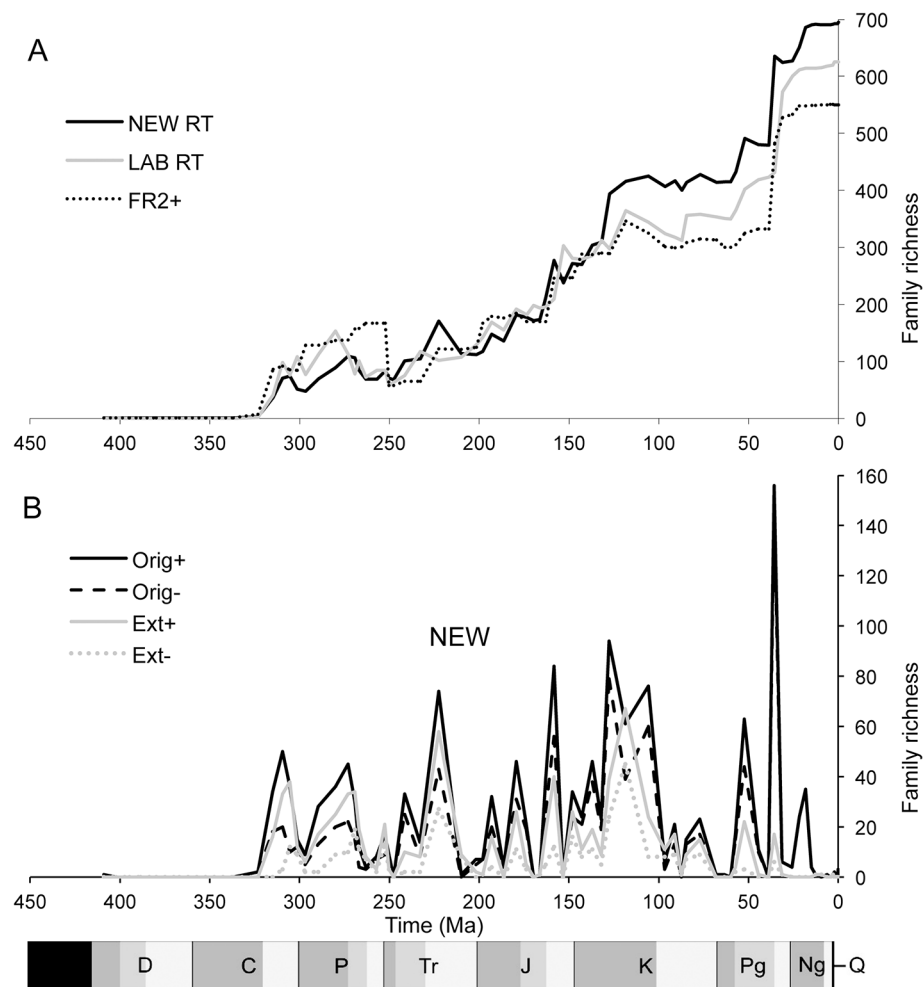 A
NEW RT
LAB RT
FR2+
700
600
500
400
300
200
100
0
Family richness
450 400 350 300 250 200 150 100 50 0
B
Orig+
Orig-
Ext+
Ext-
NEW
160
140
120
100
80
60
40
20
0
Family richness
450 400 350 300 250 200 150 100 50 0
Time (Ma)
D C P Tr J K Pg Ng Q